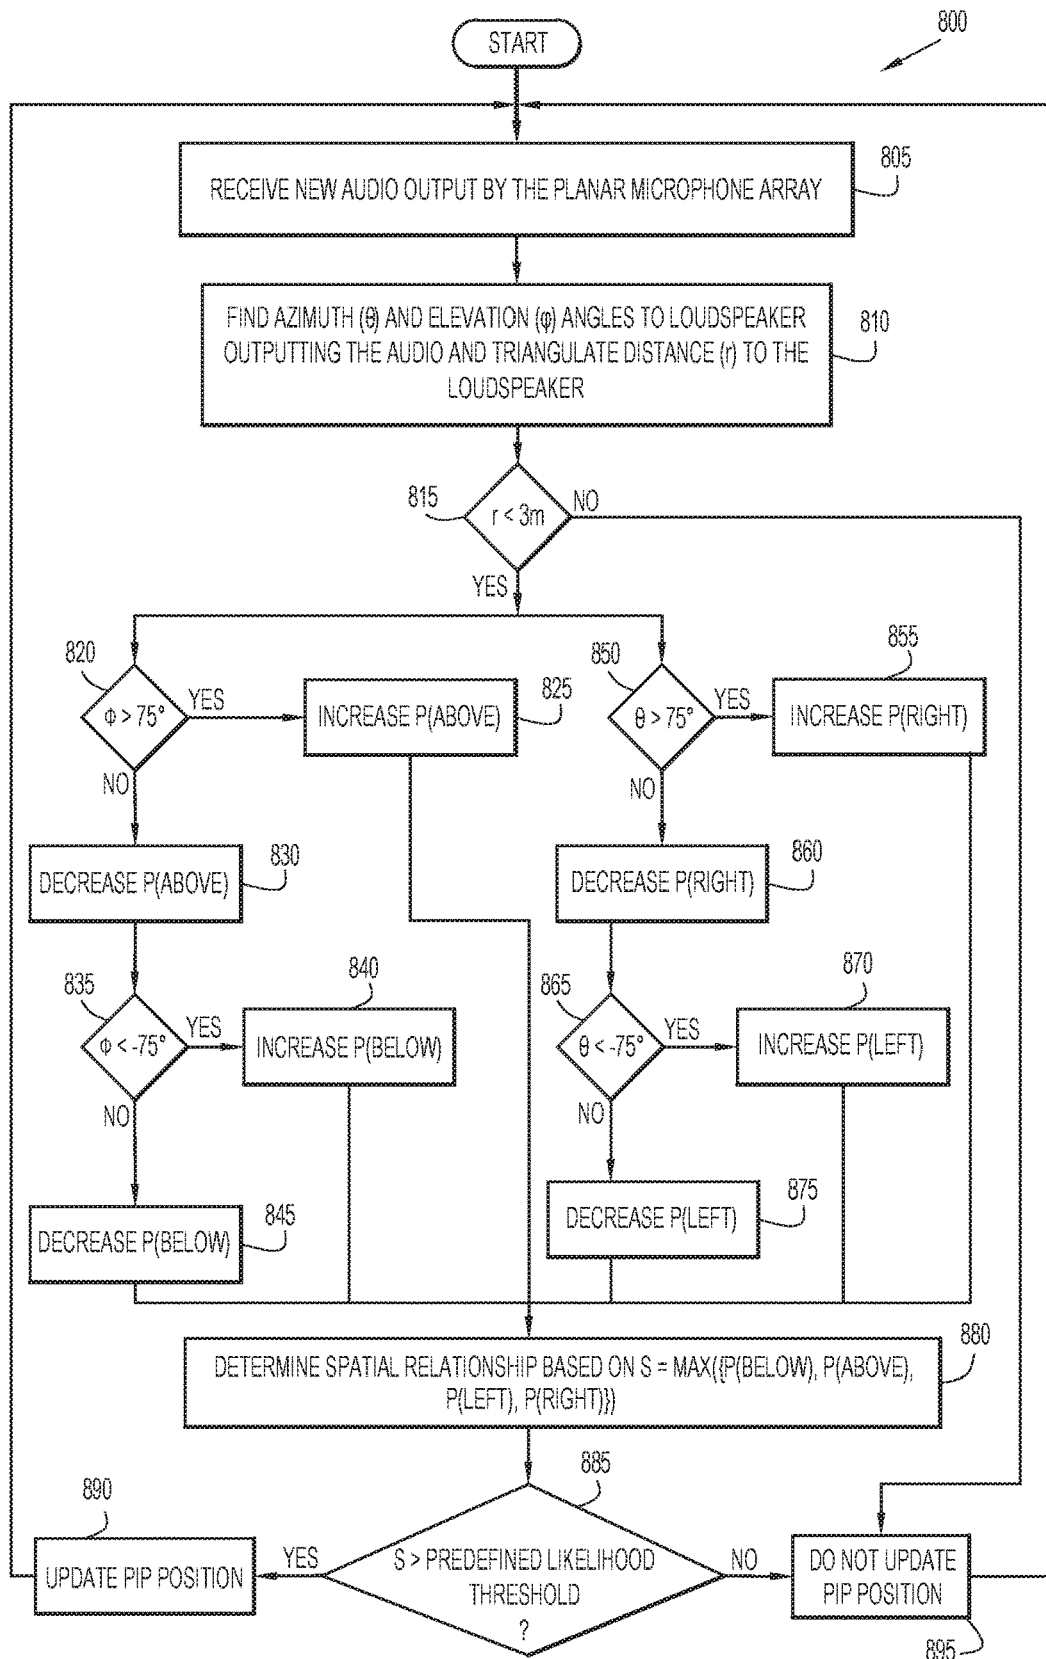 START
800
RECEIVE NEW AUDIO OUTPUT BY THE PLANAR MICROPHONE ARRAY
805
FIND AZIMUTH (θ) AND ELEVATION (φ) ANGLES TO LOUDSPEAKER
OUTPUTTING THE AUDIO AND TRIANGULATE DISTANCE (r) TO THE
LOUDSPEAKER
810
815
r < 3m
NO
YES
820
Φ > 75°
YES
INCREASE P(ABOVE)
825
850
θ > 75°
YES
855
INCREASE P(RIGHT)
NO
NO
DECREASE P(ABOVE)
830
DECREASE P(RIGHT)
860
835
Φ < -75°
YES
840
INCREASE P(BELOW)
865
θ < -75°
YES
870
INCREASE P(LEFT)
NO
NO
DECREASE P(BELOW)
845
DECREASE P(LEFT)
875
DETERMINE SPATIAL RELATIONSHIP BASED ON S = MAX({P(BELOW), P(ABOVE),
P(LEFT), P(RIGHT)})
880
885
890
UPDATE PIP POSITION
YES
S > PREDEFINED LIKELIHOOD
THRESHOLD
?
NO
DO NOT UPDATE
PIP POSITION
895